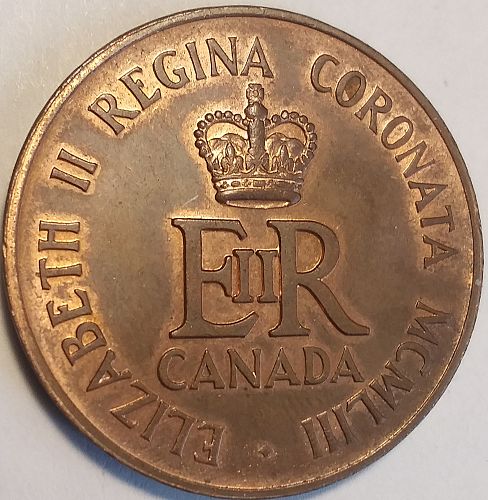 ELIZABETH II REGINA CORONATA MCMLIII
EIIR
CANADA